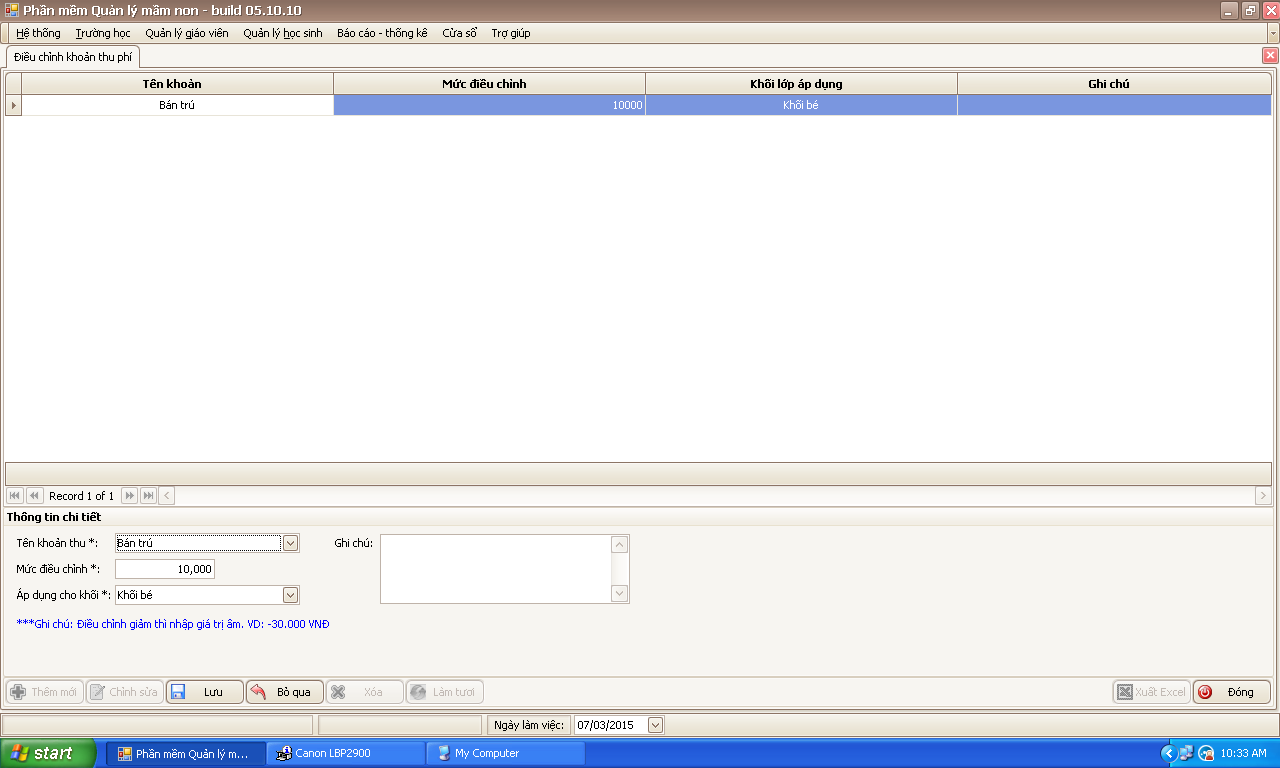 Phần mềm Quản lý mầm non - build 05.10.10
Hệ thống Trường học Quản lý giáo viên Quản lý học sinh Báo cáo - thống kê Cửa sổ Trợ giúp
Điều chỉnh khoản thu phí
Tên khoản Mức điều chỉnh Khối lớp áp dụng Ghi chú
Bán trú 10000 Khối bé
Record 1 of 1
Thông tin chi tiết
Tên khoản thu *: Bán trú Ghi chú:
Mức điều chỉnh *: 10,000
Áp dụng cho khối *: Khối bé
***Ghi chú: Điều chỉnh giảm thì nhập giá trị âm. VD: -30.000 VNĐ
Thêm mới Chỉnh sửa Lưu Bỏ qua Xóa Làm tươi Xuất Excel Đóng
Ngày làm việc: 07/03/2015
start Phần mềm Quản lý m... Canon LBP2900 My Computer 10:33 AM